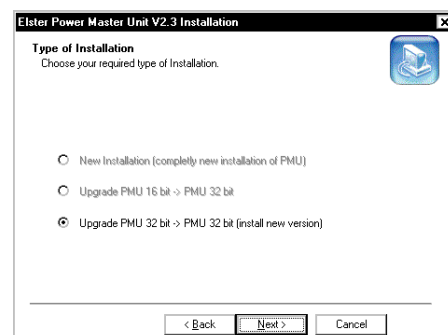 Elster Power Master Unit V2.3 Installation
Type of Installation
Choose your required type of Installation.
New Installation (completly new installation of PMU)
Upgrade PMU 16 bit -> PMU 32 bit
Upgrade PMU 32 bit -> PMU 32 bit (install new version)
< Back
Next >
Cancel